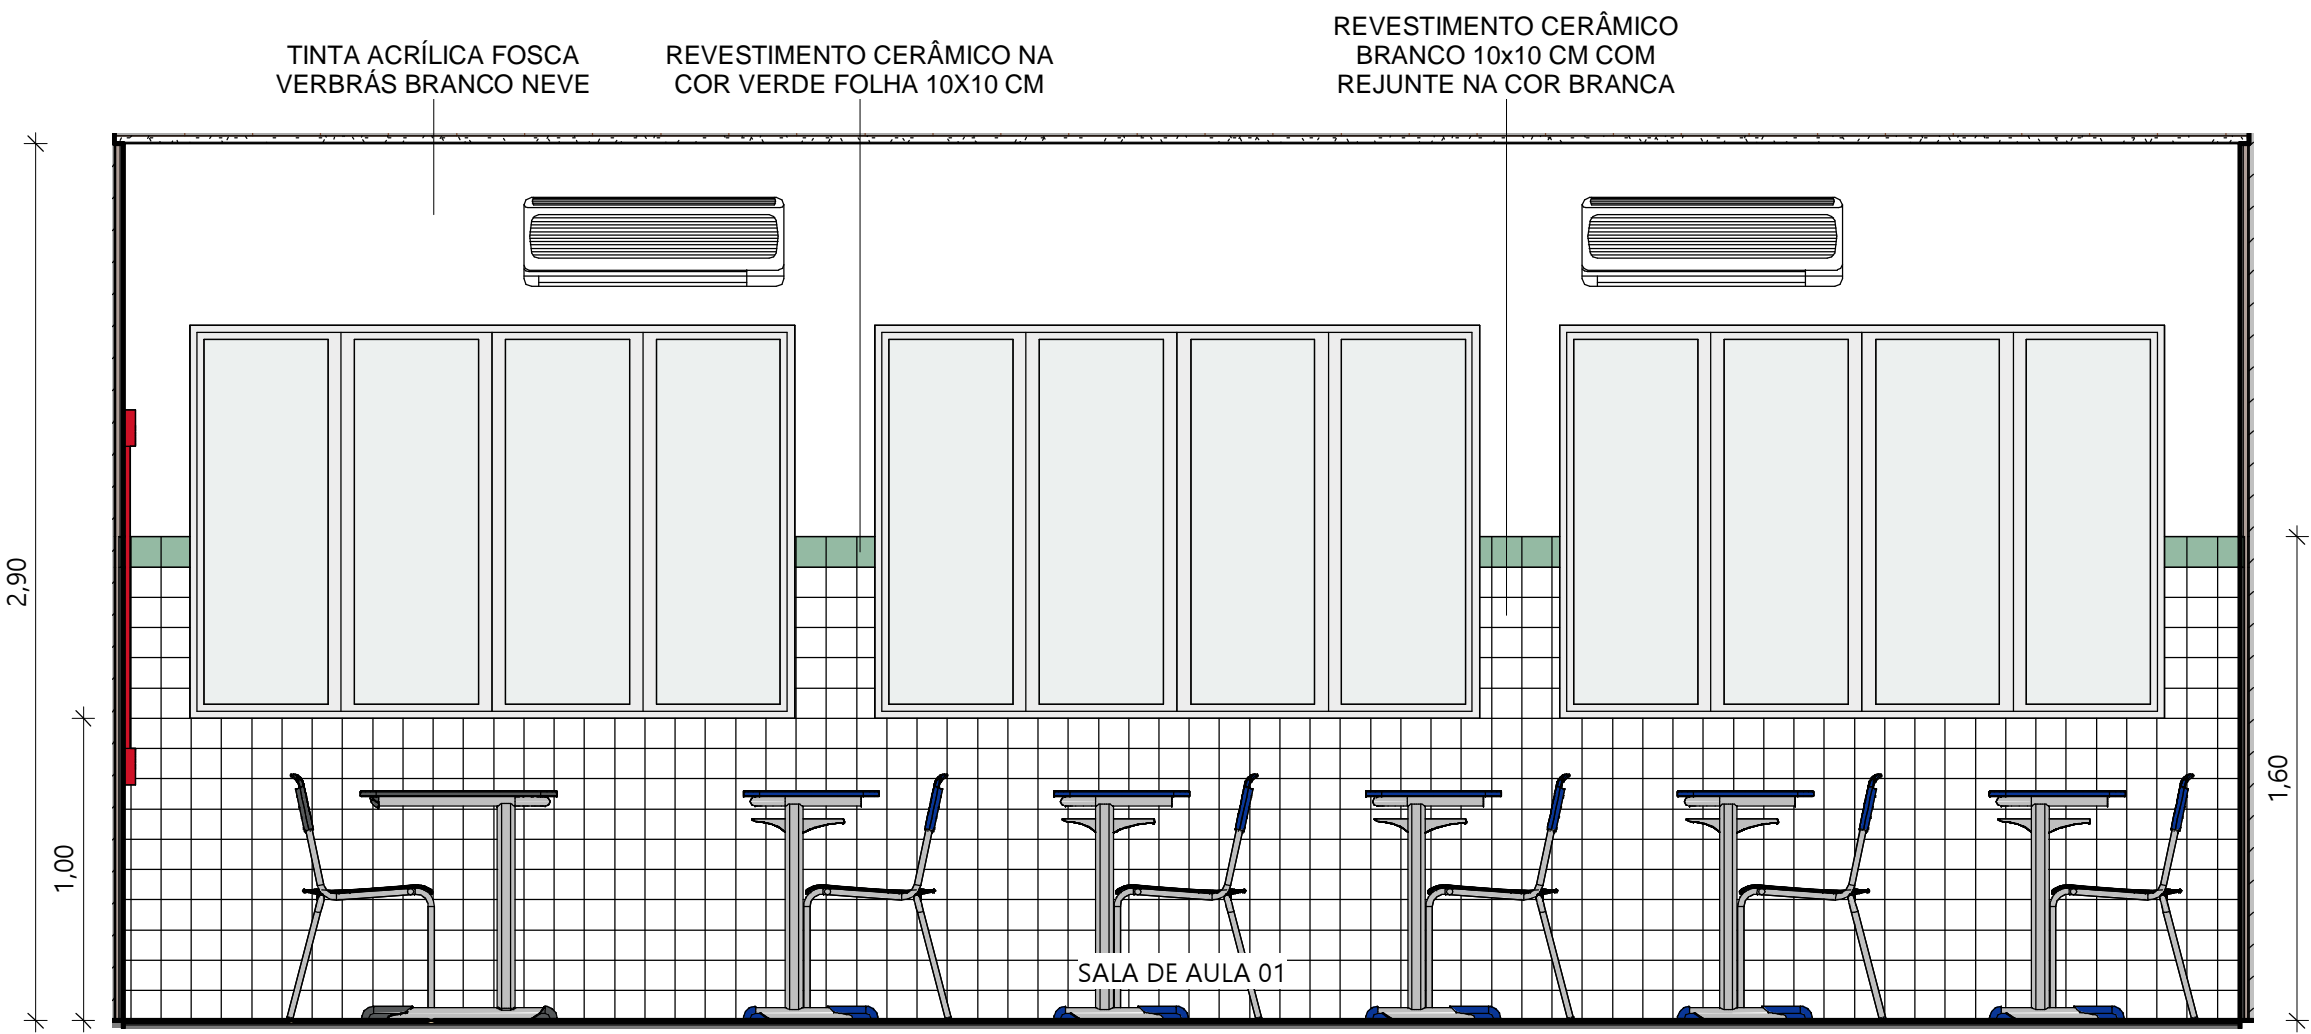 TINTA ACRÍLICA FOSCA
VERBRÁS BRANCO NEVE
REVESTIMENTO CERÂMICO NA
COR VERDE FOLHA 10X10 CM
REVESTIMENTO CERÂMICO
BRANCO 10x10 CM COM
REJUNTE NA COR BRANCA
2,90
1,00
1,60
SALA DE AULA 01